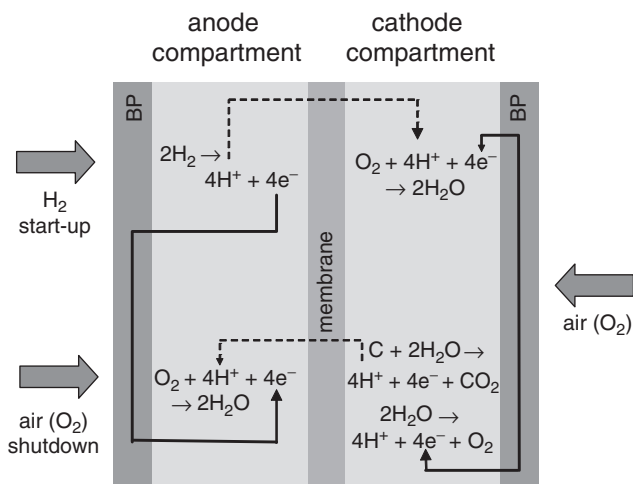 anode
compartment
cathode
compartment
BP
BP
2H₂ →
4H⁺ + 4e⁻
O₂ + 4H⁺ + 4e⁻
→ 2H₂O
H₂
start-up
membrane
air (O₂)
C + 2H₂O →
4H⁺ + 4e⁻ + CO₂
O₂ + 4H⁺ + 4e⁻
→ 2H₂O
2H₂O →
4H⁺ + 4e⁻ + O₂
air (O₂)
shutdown